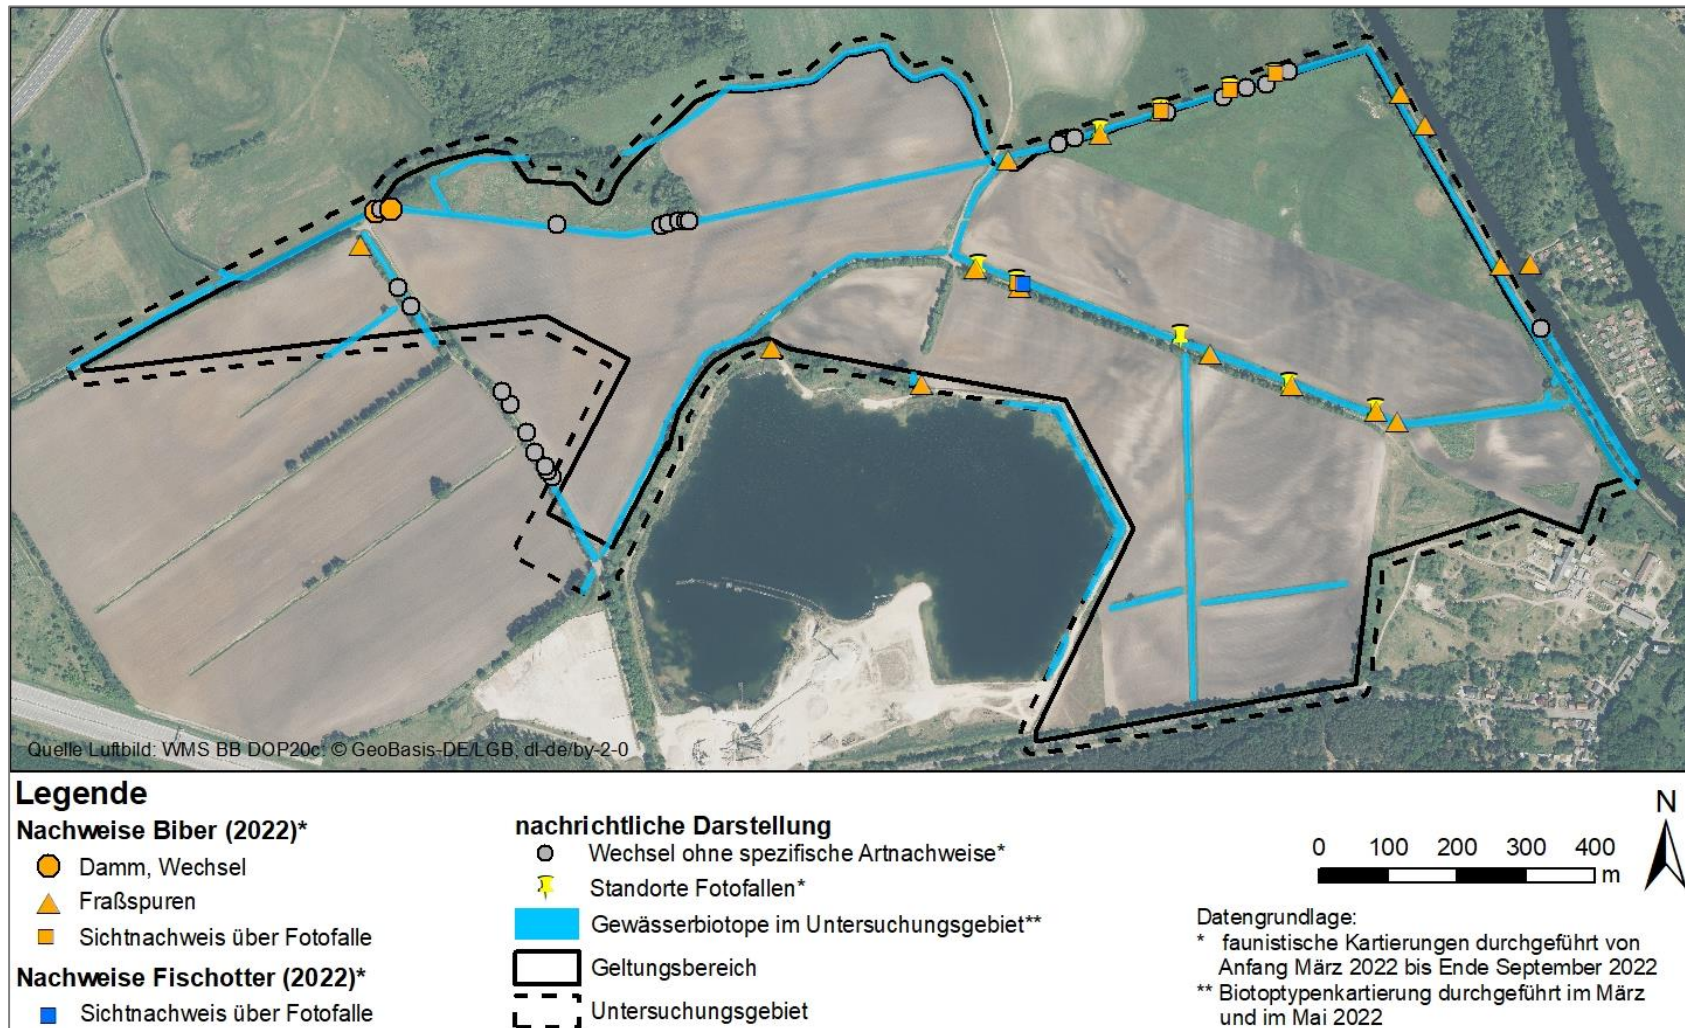 Quelle Luftbild: WMS BB DOP20c; © GeoBasis-DE/LGB, dl-de/by-2-0
Legende
Nachweise Biber (2022)*
Damm, Wechsel
Fraßspuren
Sichtnachweis über Fotofalle
Nachweise Fischotter (2022)*
Sichtnachweis über Fotofalle
nachrichtliche Darstellung
Wechsel ohne spezifische Artnachweise*
Standorte Fotofallen*
Gewässerbiotope im Untersuchungsgebiet**
Geltungsbereich
Untersuchungsgebiet
0 100 200 300 400
m
N
Datengrundlage:
* faunistische Kartierungen durchgeführt von
Anfang März 2022 bis Ende September 2022
** Biotoptypenkartierung durchgeführt im März
und im Mai 2022